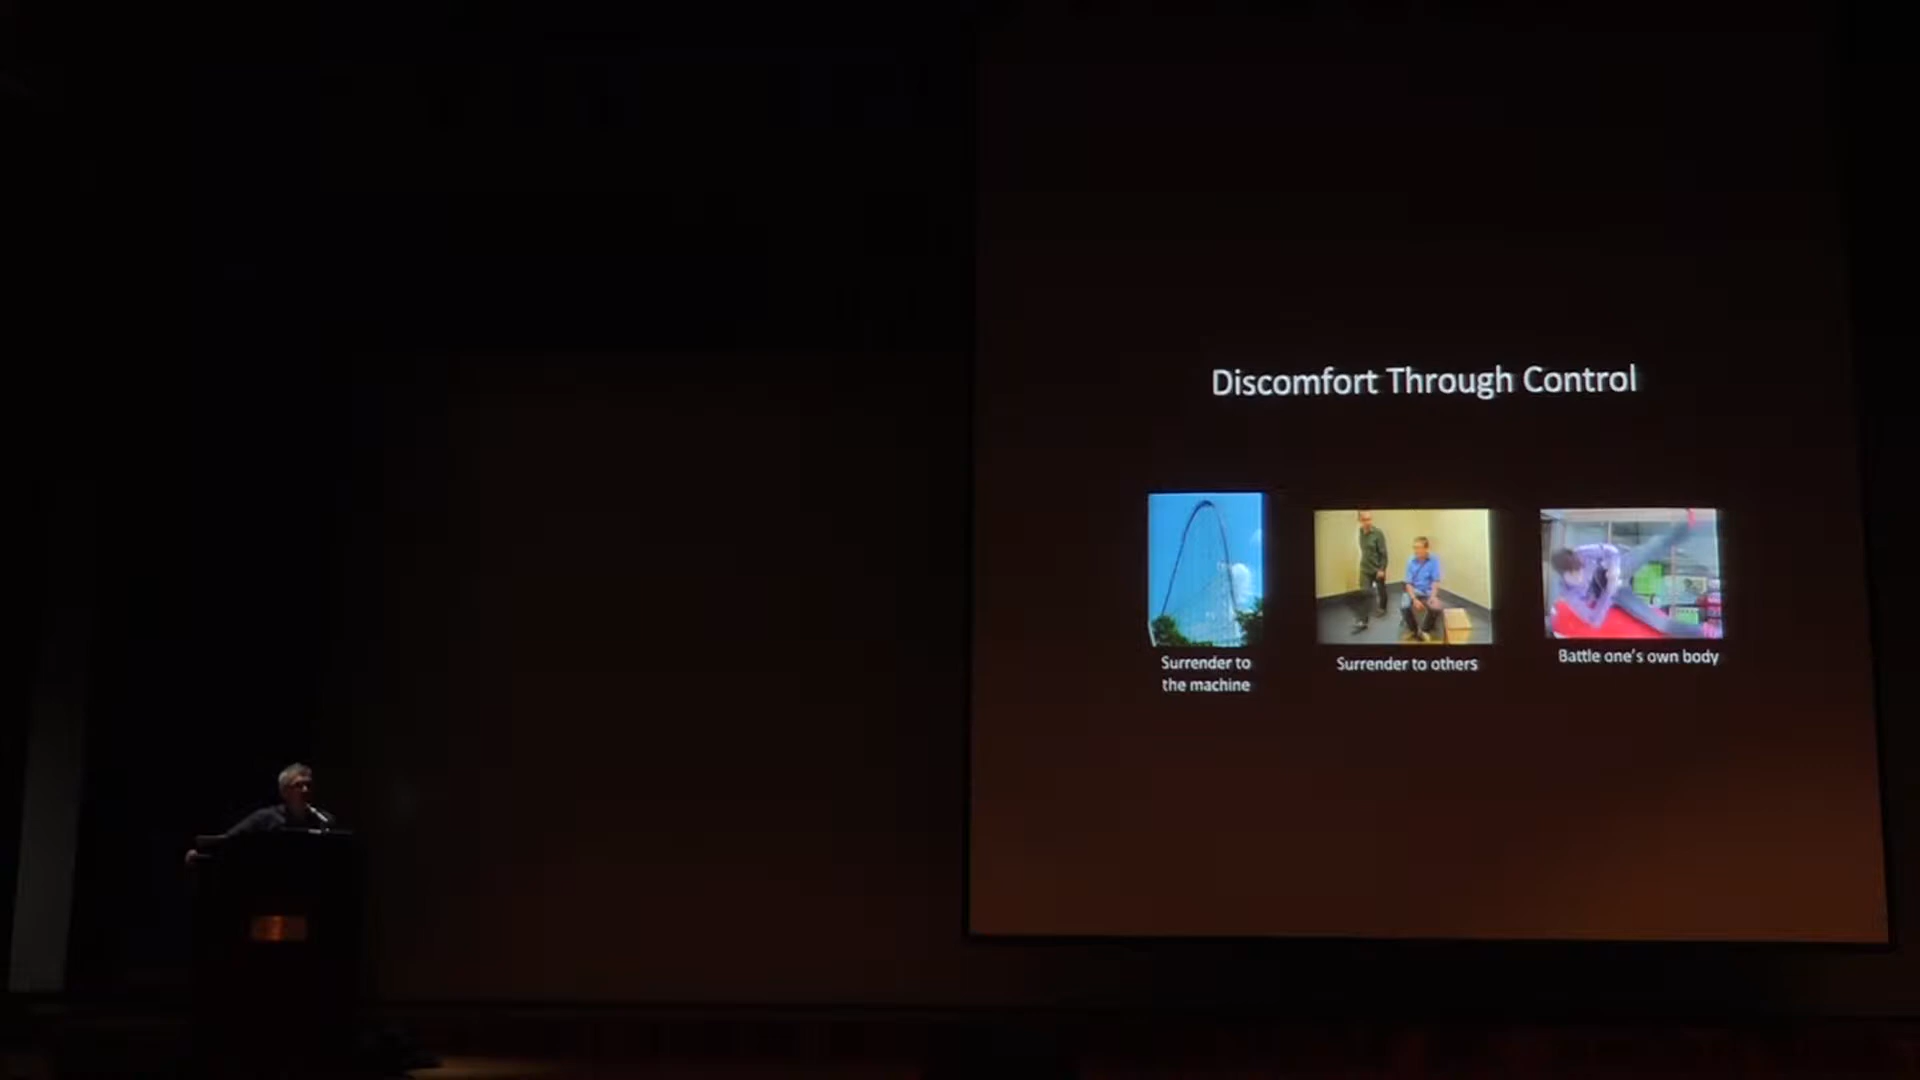 Discomfort Through Control
Surrender to
the machine
Surrender to others
Battle one's own body